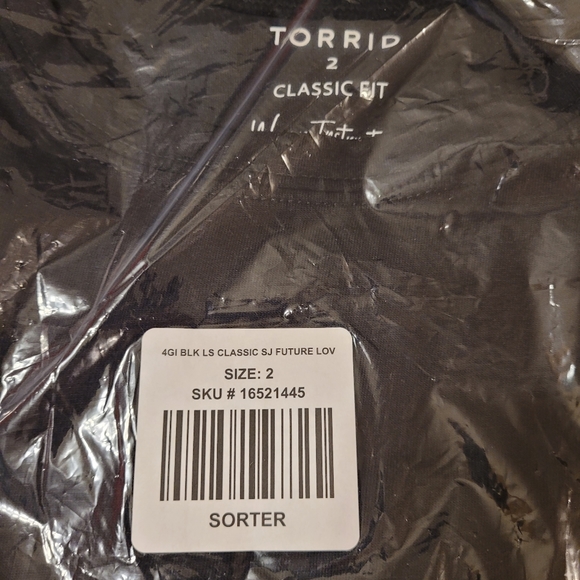 TORRID
2
CLASSIC FIT
4GI BLK LS CLASSIC SJ FUTURE LOV
SIZE: 2
SKU # 16521445
SORTER